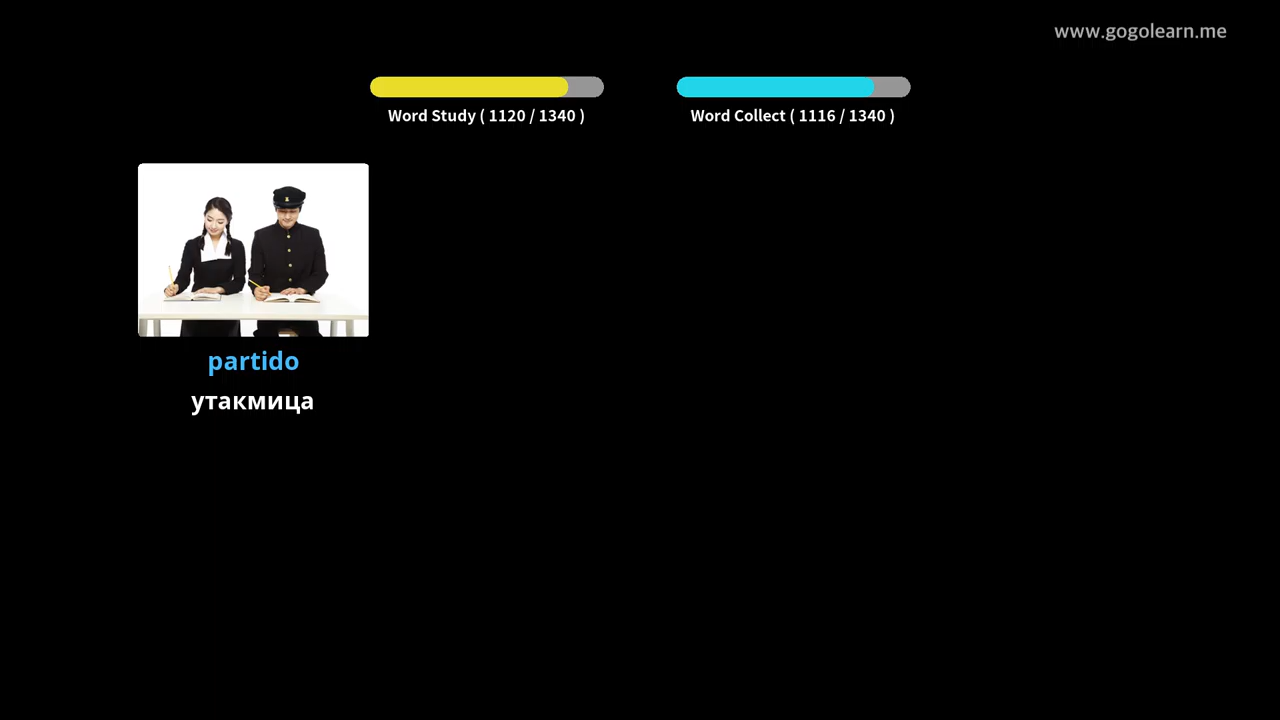 www.gogolearn.me
Word Study ( 1120 / 1340 )
Word Collect ( 1116 / 1340 )
partido
утакмица